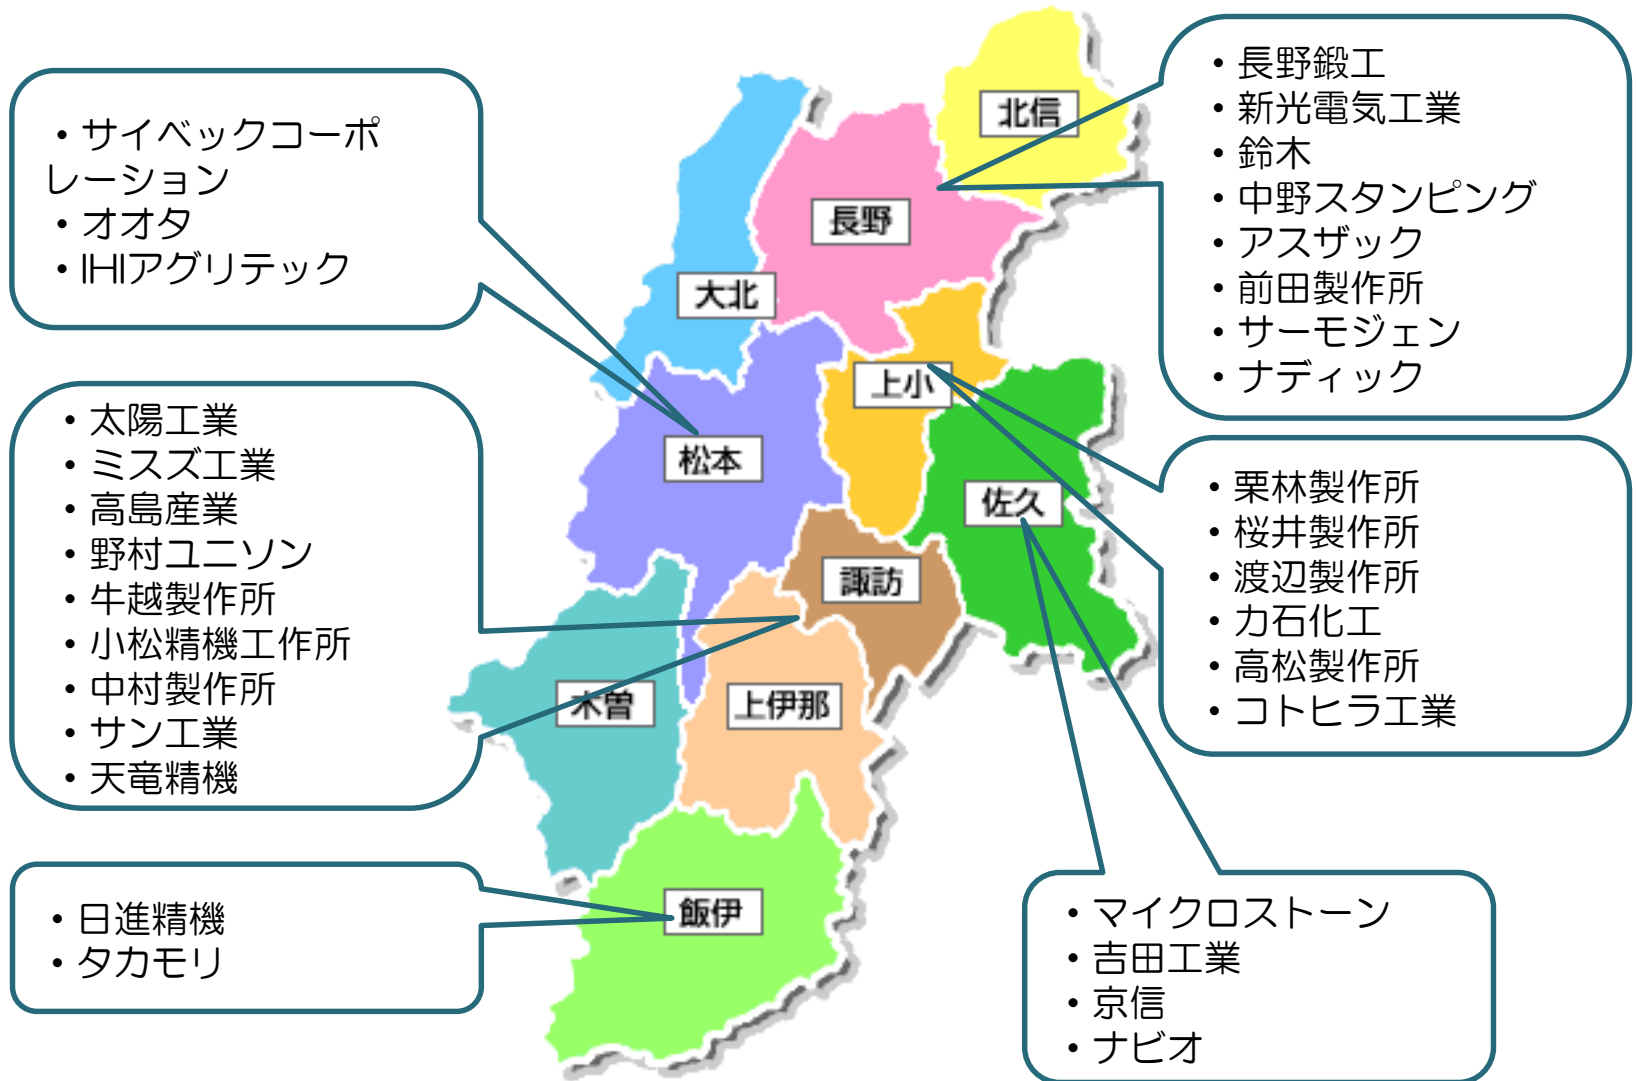 ・サイベックコーポ
レーション
・オオタ
・IHIアグリテック
・太陽工業
・ミスズ工業
・高島産業
・野村ユニソン
・牛越製作所
・小松精機工作所
・中村製作所
・サン工業
・天竜精機
・日進精機
・タカモリ
北信
長野
大北
上小
松本
佐久
諏訪
木曽
上伊那
飯伊
・長野鍛工
・新光電気工業
・鈴木
・中野スタンピング
・アスザック
・前田製作所
・サーモジェン
・ナディック
・栗林製作所
・桜井製作所
・渡辺製作所
・力石化工
・高松製作所
・コトヒラ工業
・マイクロストーン
・吉田工業
・京信
・ナビオ